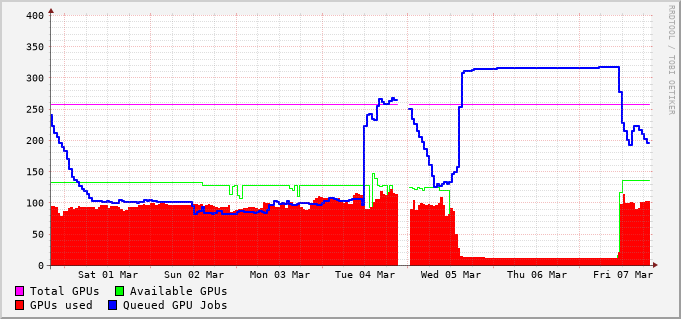 400
350
300
250
200
150
100
50
0
Sat 01 Mar Sun 02 Mar Mon 03 Mar Tue 04 Mar Wed 05 Mar Thu 06 Mar Fri 07 Mar
Total GPUs Available GPUs
GPUs used Queued GPU Jobs
RRDTOOL / TOBI OETIKER